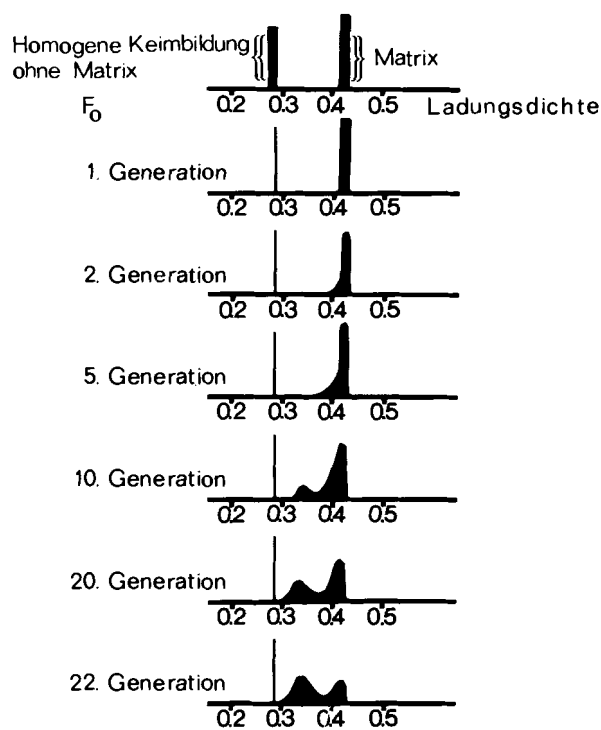 Homogene Keimbildung
ohne Matrix
Matrix
0.2 0.3 0.4 0.5 Ladungsdichte
F₀
1. Generation
0.2 0.3 0.4 0.5
2. Generation
0.2 0.3 0.4 0.5
5. Generation
0.2 0.3 0.4 0.5
10. Generation
0.2 0.3 0.4 0.5
20. Generation
0.2 0.3 0.4 0.5
22. Generation
0.2 0.3 0.4 0.5